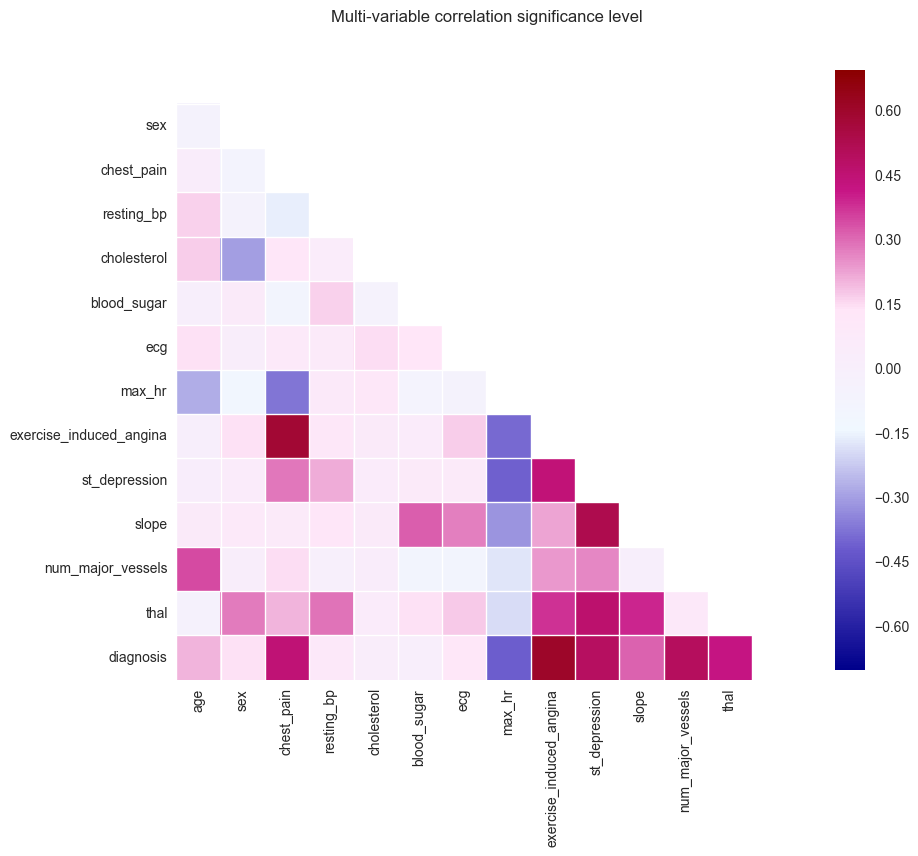 Multi-variable correlation significance level
sex
chest_pain
resting_bp
cholesterol
blood_sugar
ecg
max_hr
exercise_induced_angina
st_depression
slope
num_major_vessels
thal
diagnosis
age
sex
chest_pain
resting_bp
cholesterol
blood_sugar
ecg
max_hr
exercise_induced_angina
st_depression
slope
num_major_vessels
thal
0.60
0.45
0.30
0.15
0.00
−0.15
−0.30
−0.45
−0.60